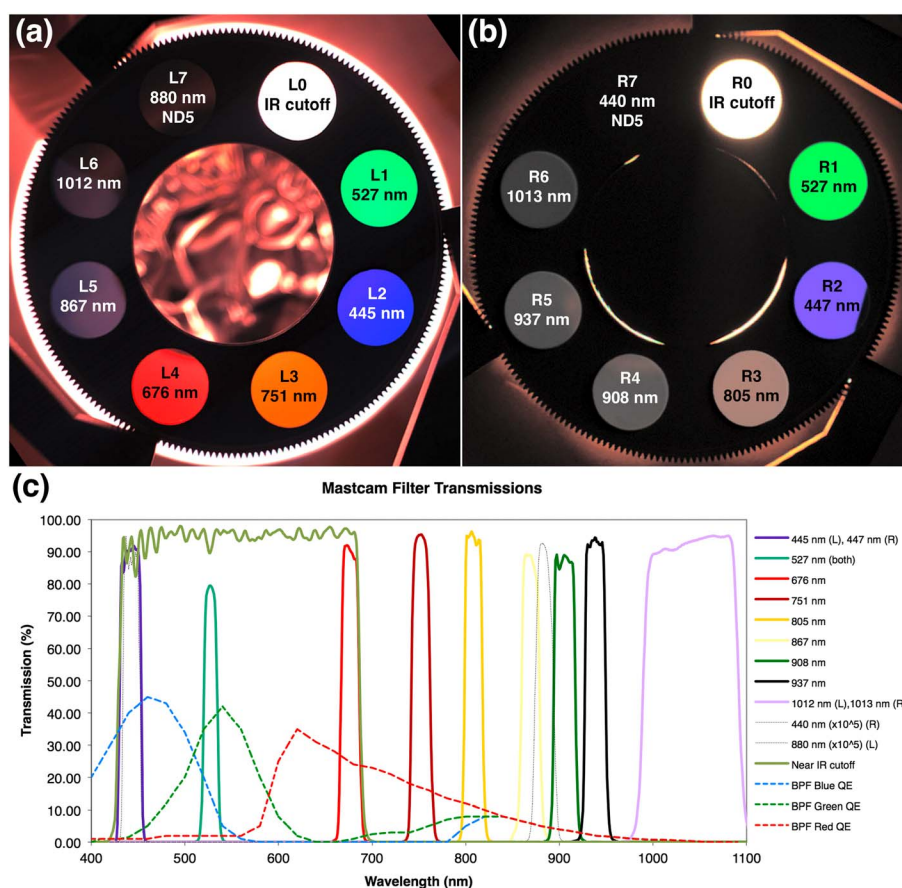 (a)
L7
880 nm
ND5
L0
IR cutoff
L6
1012 nm
L1
527 nm
L5
867 nm
L2
445 nm
L4
676 nm
L3
751 nm
(b)
R7
440 nm
ND5
R0
IR cutoff
R6
1013 nm
R1
527 nm
R5
937 nm
R2
447 nm
R4
908 nm
R3
805 nm
(c)
Mastcam Filter Transmissions
Transmission (%)
100.00
90.00
80.00
70.00
60.00
50.00
40.00
30.00
20.00
10.00
0.00
400 500 600 700 800 900 1000 1100
Wavelength (nm)
445 nm (L), 447 nm (R)
527 nm (both)
676 nm
751 nm
805 nm
867 nm
908 nm
937 nm
1012 nm (L),1013 nm (R
440 nm (x10^5) (R)
880 nm (x10^5) (L)
Near IR cutoff
BPF Blue QE
BPF Green QE
BPF Red QE